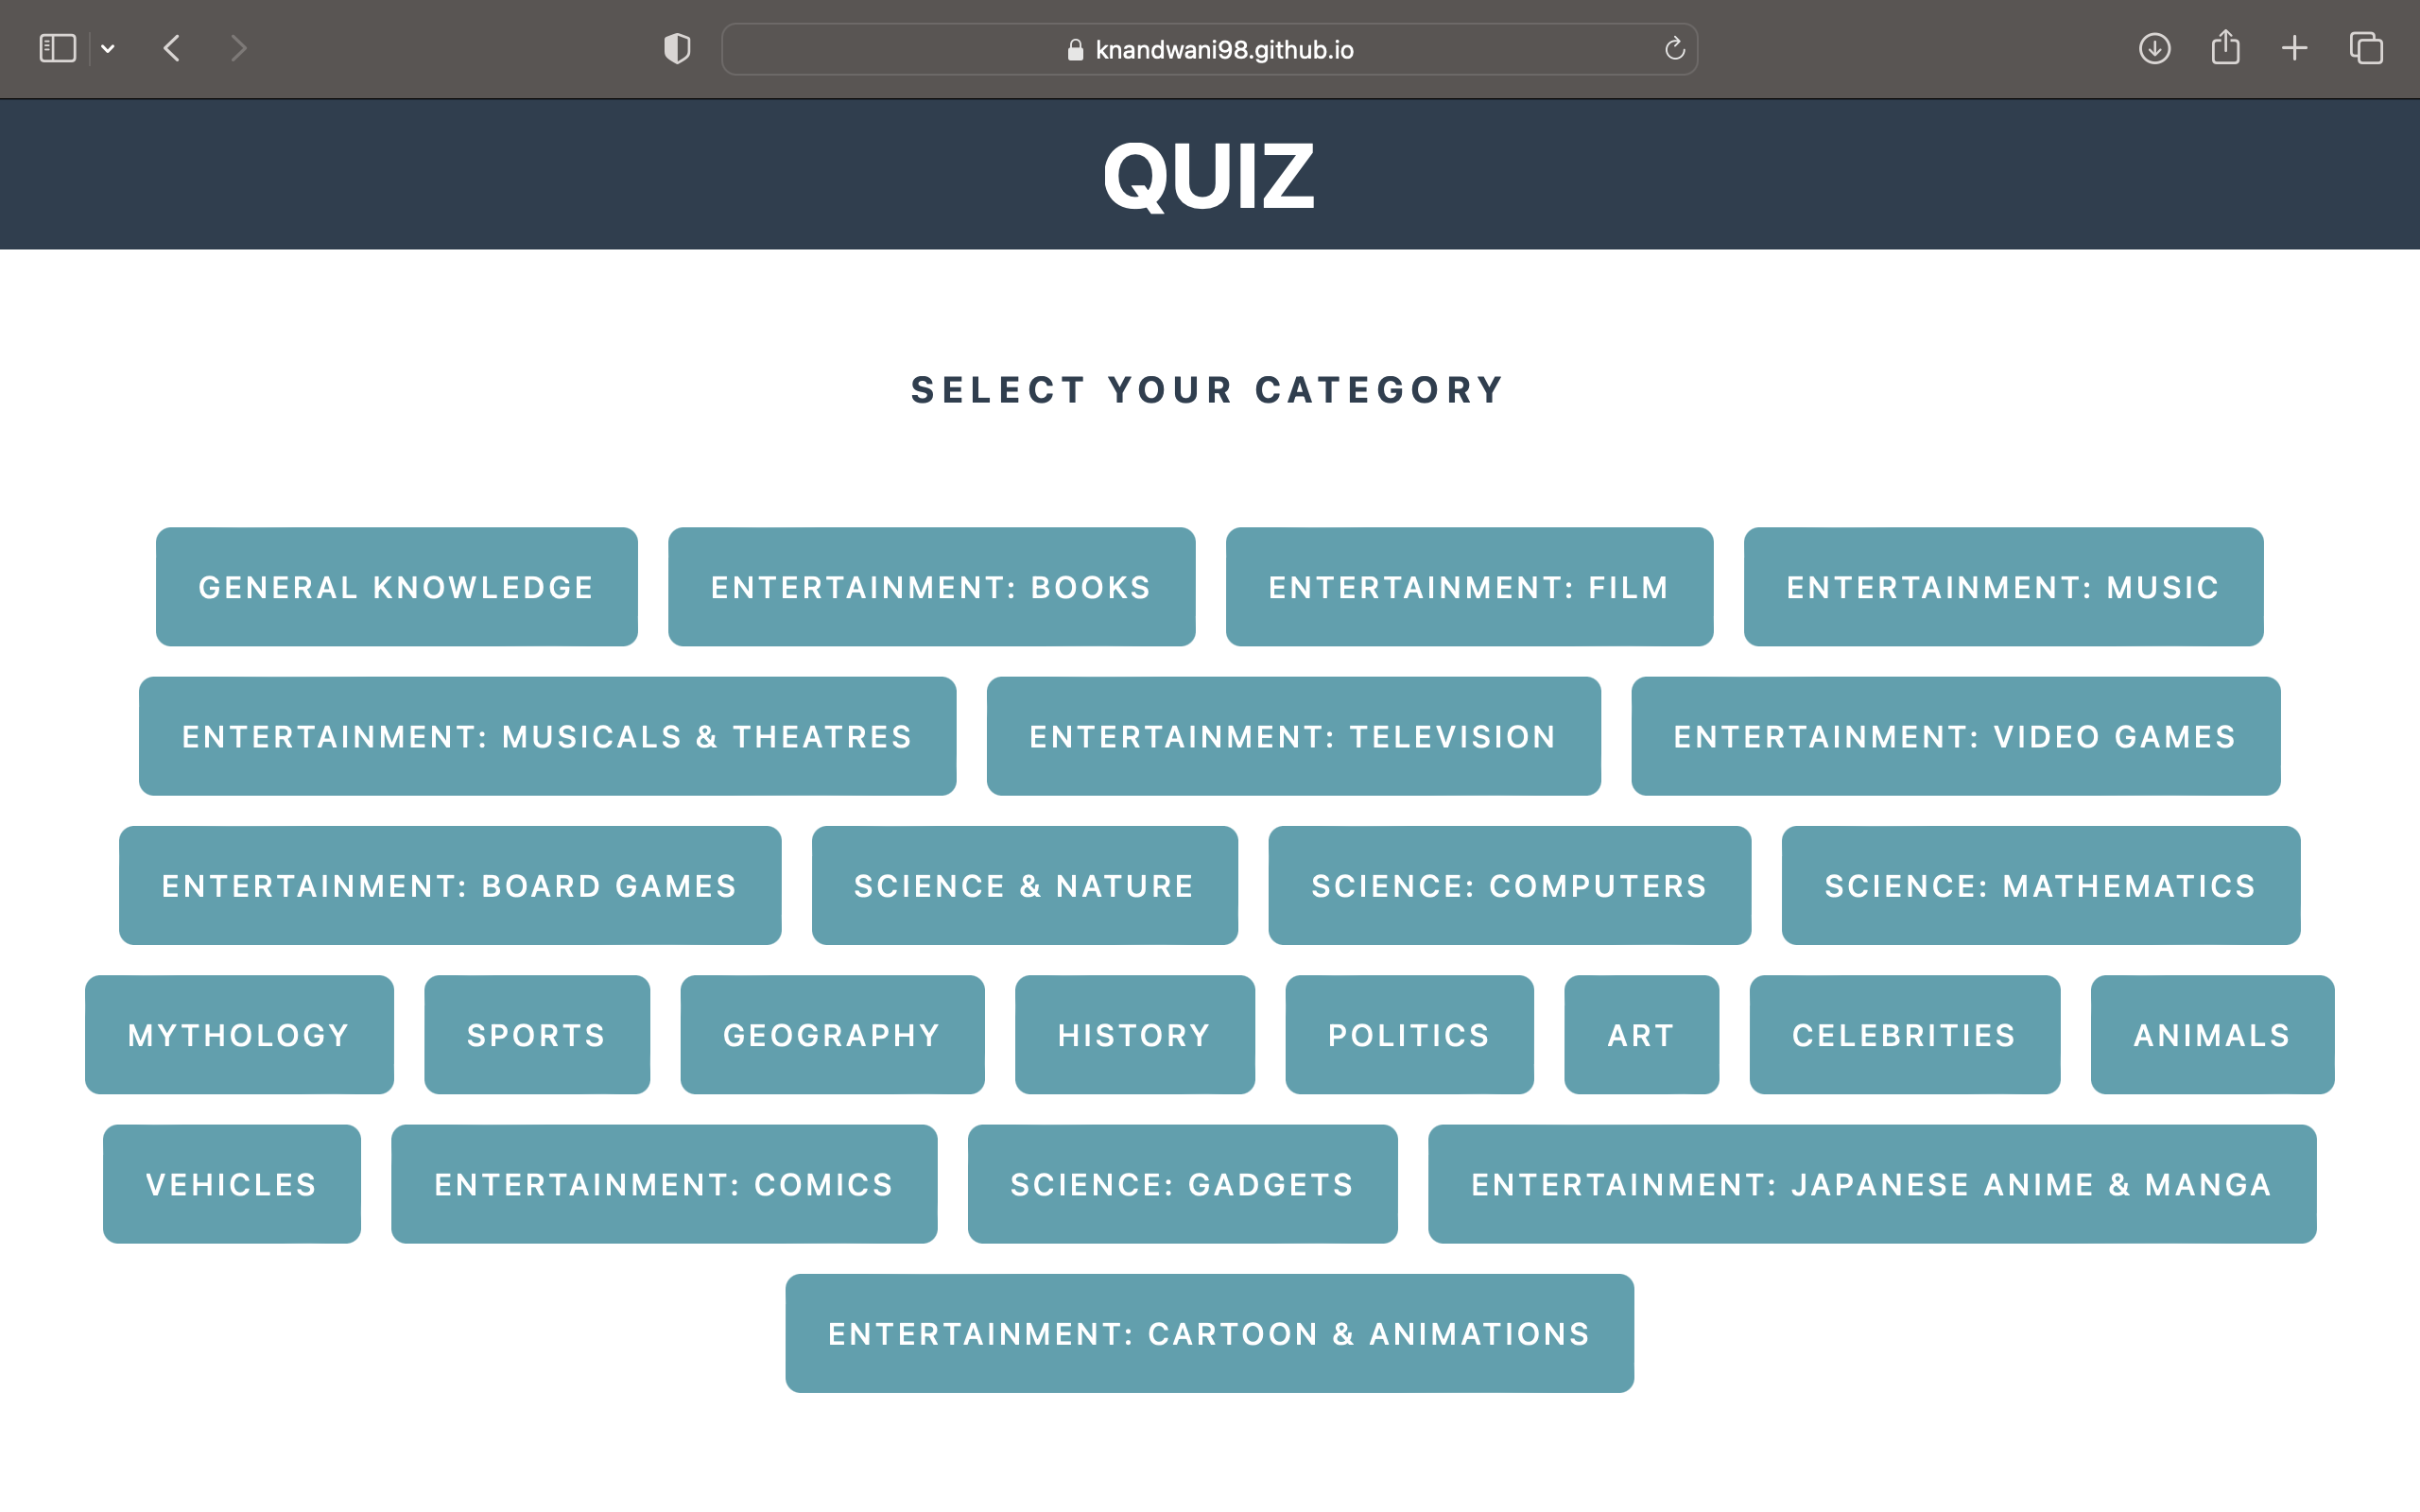 knandwani98.github.io
QUIZ
SELECT YOUR CATEGORY
GENERAL KNOWLEDGE ENTERTAINMENT: BOOKS ENTERTAINMENT: FILM ENTERTAINMENT: MUSIC
ENTERTAINMENT: MUSICALS & THEATRES ENTERTAINMENT: TELEVISION ENTERTAINMENT: VIDEO GAMES
ENTERTAINMENT: BOARD GAMES SCIENCE & NATURE SCIENCE: COMPUTERS SCIENCE: MATHEMATICS
MYTHOLOGY SPORTS GEOGRAPHY HISTORY POLITICS ART CELEBRITIES ANIMALS
VEHICLES ENTERTAINMENT: COMICS SCIENCE: GADGETS ENTERTAINMENT: JAPANESE ANIME & MANGA
ENTERTAINMENT: CARTOON & ANIMATIONS